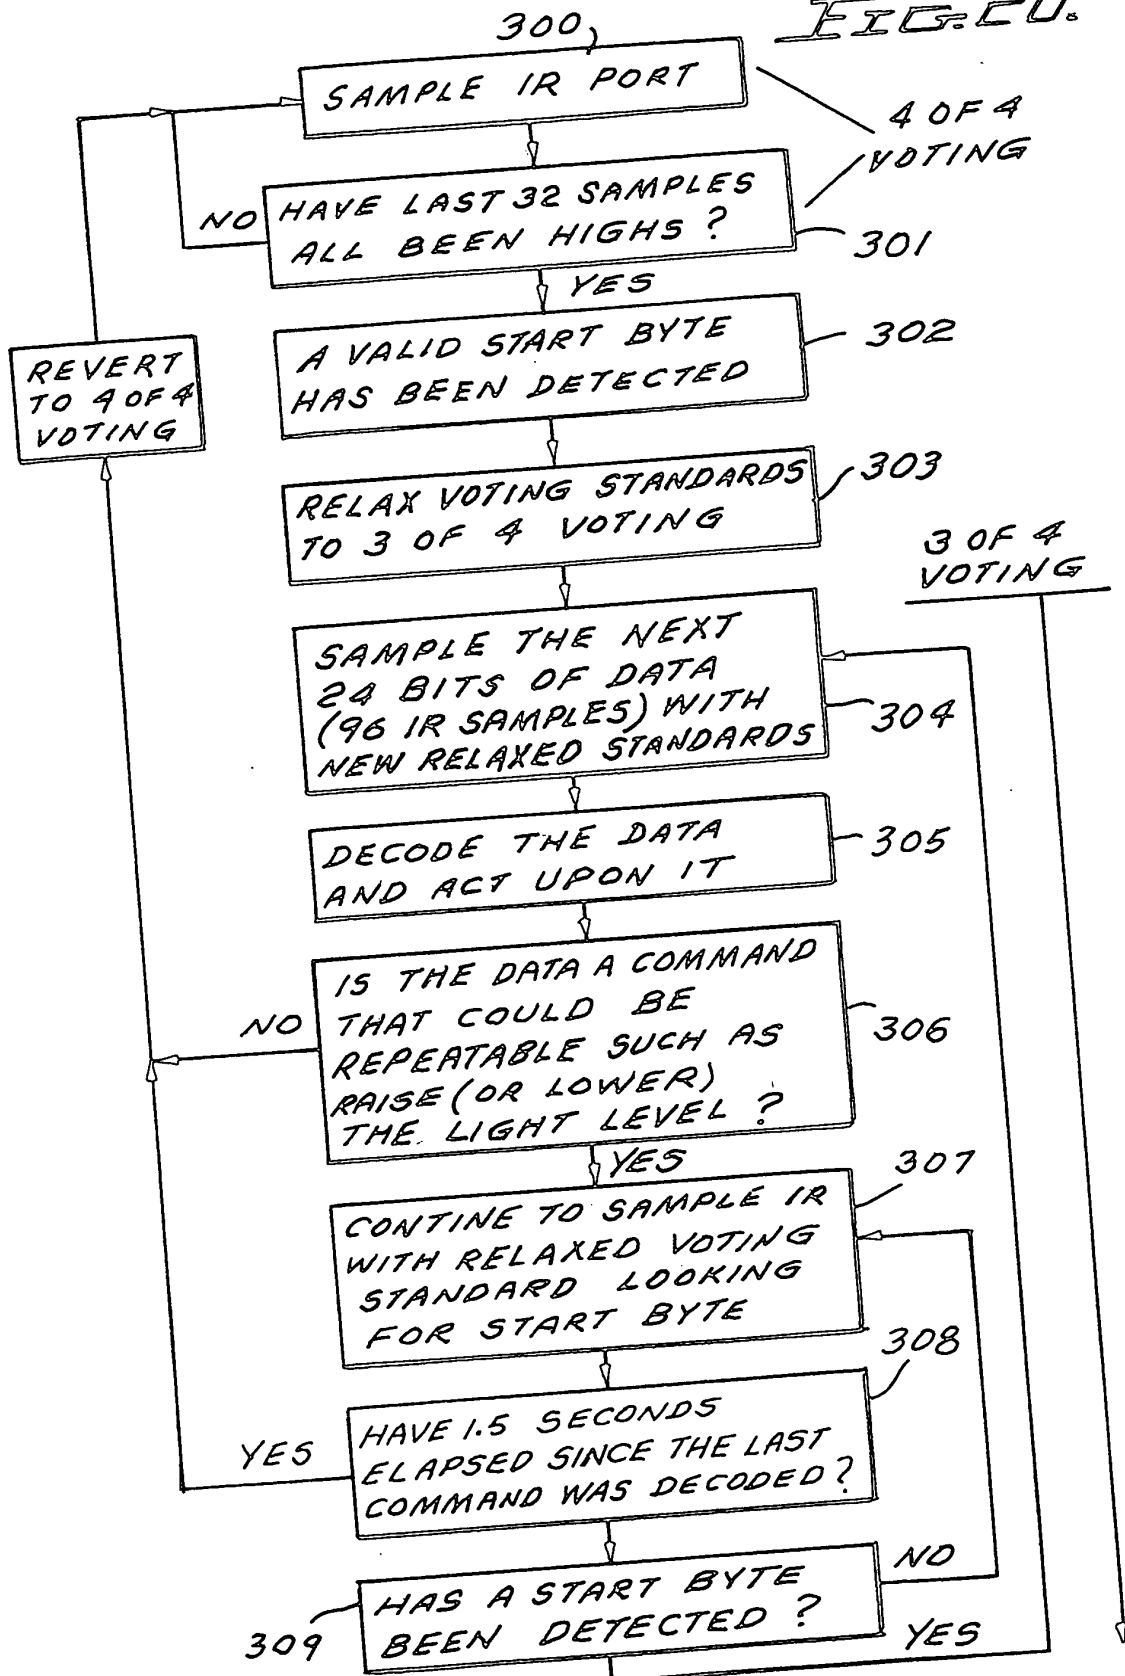 FIG. 20.
300
SAMPLE IR PORT
4 OF 4
VOTING
HAVE LAST 32 SAMPLES
ALL BEEN HIGHS ?
NO
301
YES
A VALID START BYTE
HAS BEEN DETECTED
302
REVERT
TO 4 OF 4
VOTING
RELAX VOTING STANDARDS
TO 3 OF 4 VOTING
303
3 OF 4
VOTING
SAMPLE THE NEXT
24 BITS OF DATA
(96 IR SAMPLES) WITH
NEW RELAXED STANDARDS
304
DECODE THE DATA
AND ACT UPON IT
305
IS THE DATA A COMMAND
THAT COULD BE
REPEATABLE SUCH AS
RAISE (OR LOWER)
THE LIGHT LEVEL ?
NO
306
YES
307
CONTINE TO SAMPLE IR
WITH RELAXED VOTING
STANDARD LOOKING
FOR START BYTE
308
HAVE 1.5 SECONDS
ELAPSED SINCE THE LAST
COMMAND WAS DECODED ?
YES
HAS A START BYTE
BEEN DETECTED ?
NO
309
YES